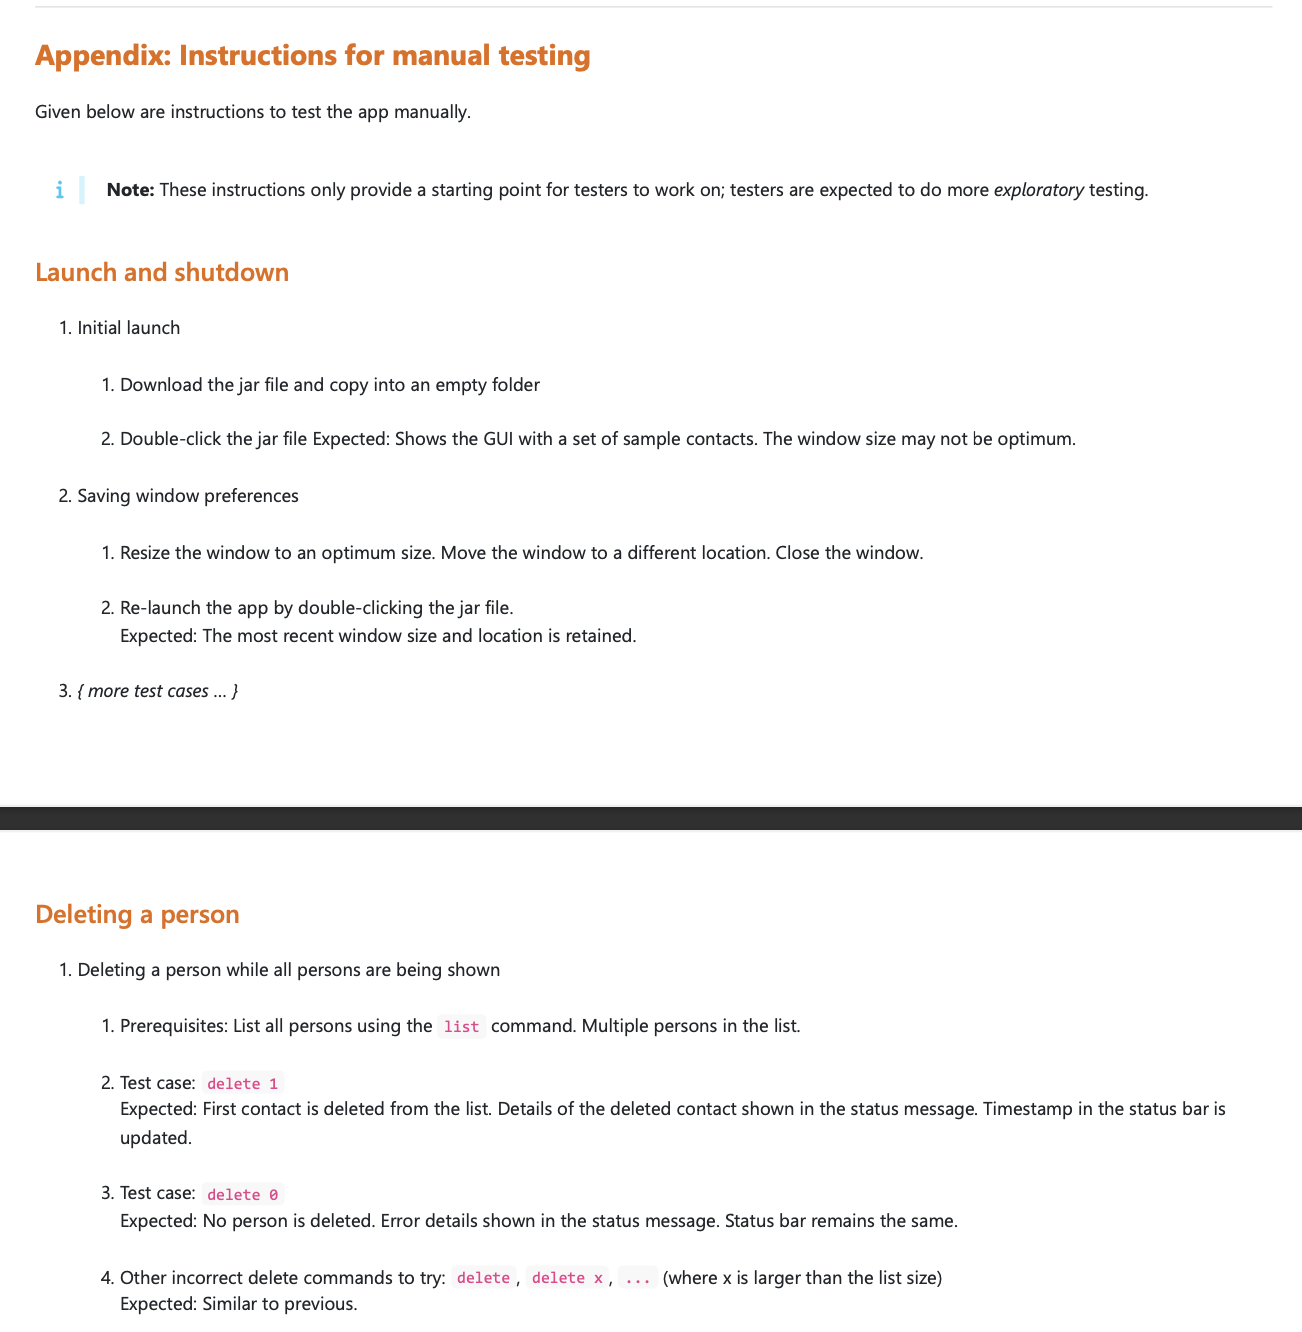 Appendix: Instructions for manual testing
Given below are instructions to test the app manually.
i Note: These instructions only provide a starting point for testers to work on; testers are expected to do more exploratory testing.
Launch and shutdown
1. Initial launch
1. Download the jar file and copy into an empty folder
2. Double-click the jar file Expected: Shows the GUI with a set of sample contacts. The window size may not be optimum.
2. Saving window preferences
1. Resize the window to an optimum size. Move the window to a different location. Close the window.
2. Re-launch the app by double-clicking the jar file.
Expected: The most recent window size and location is retained.
3. { more test cases ... }
Deleting a person
1. Deleting a person while all persons are being shown
1. Prerequisites: List all persons using the list command. Multiple persons in the list.
2. Test case: delete 1
Expected: First contact is deleted from the list. Details of the deleted contact shown in the status message. Timestamp in the status bar is
updated.
3. Test case: delete 0
Expected: No person is deleted. Error details shown in the status message. Status bar remains the same.
4. Other incorrect delete commands to try: delete , delete x , ... (where x is larger than the list size)
Expected: Similar to previous.